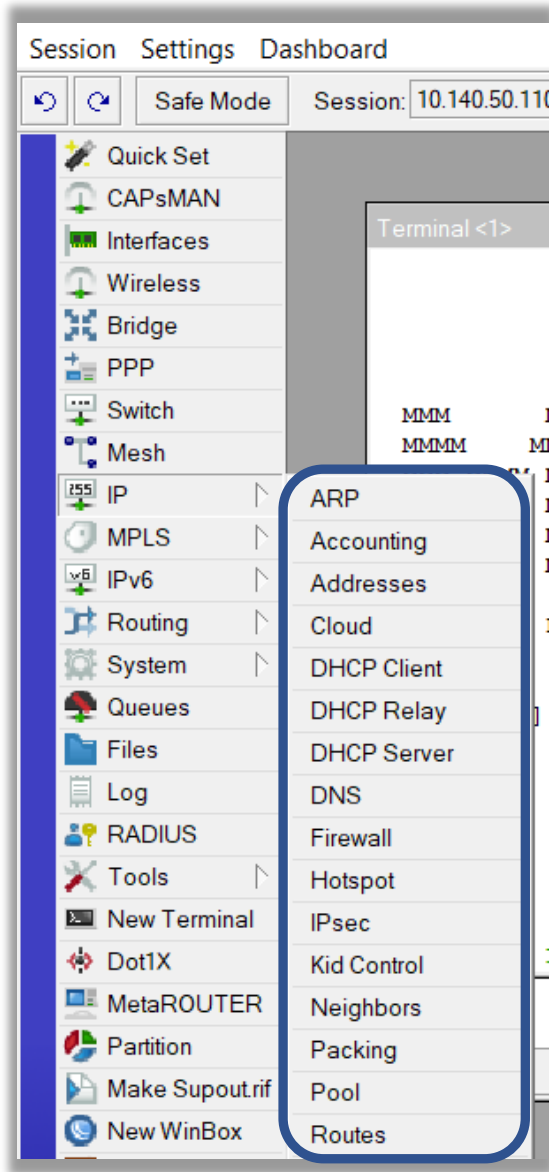 Session Settings Dashboard
Safe Mode Session: 10.140.50.110
Quick Set
CAPsMAN
Interfaces
Wireless
Bridge
PPP
Switch
Mesh
IP
MPLS
IPv6
Routing
System
Queues
Files
Log
RADIUS
Tools
New Terminal
Dot1X
MetaROUTER
Partition
Make Supout.rif
New WinBox
Terminal <1>
MMM
MMMM
ARP
Accounting
Addresses
Cloud
DHCP Client
DHCP Relay
DHCP Server
DNS
Firewall
Hotspot
IPsec
Kid Control
Neighbors
Packing
Pool
Routes